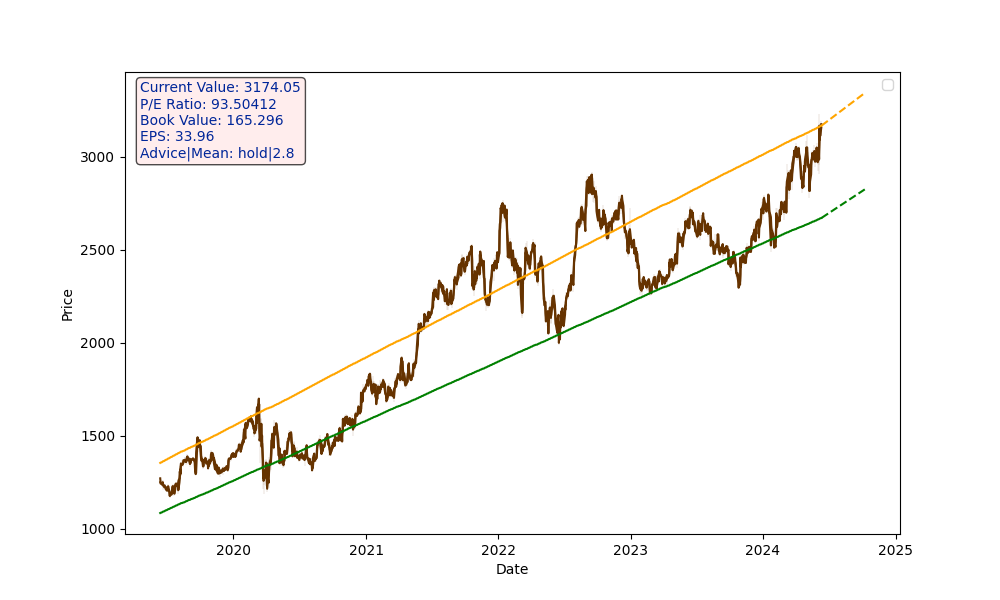 Current Value: 3174.05
P/E Ratio: 93.50412
Book Value: 165.296
EPS: 33.96
Advice|Mean: hold|2.8
3000
2500
2000
1500
1000
Price
2020 2021 2022 2023 2024 2025
Date